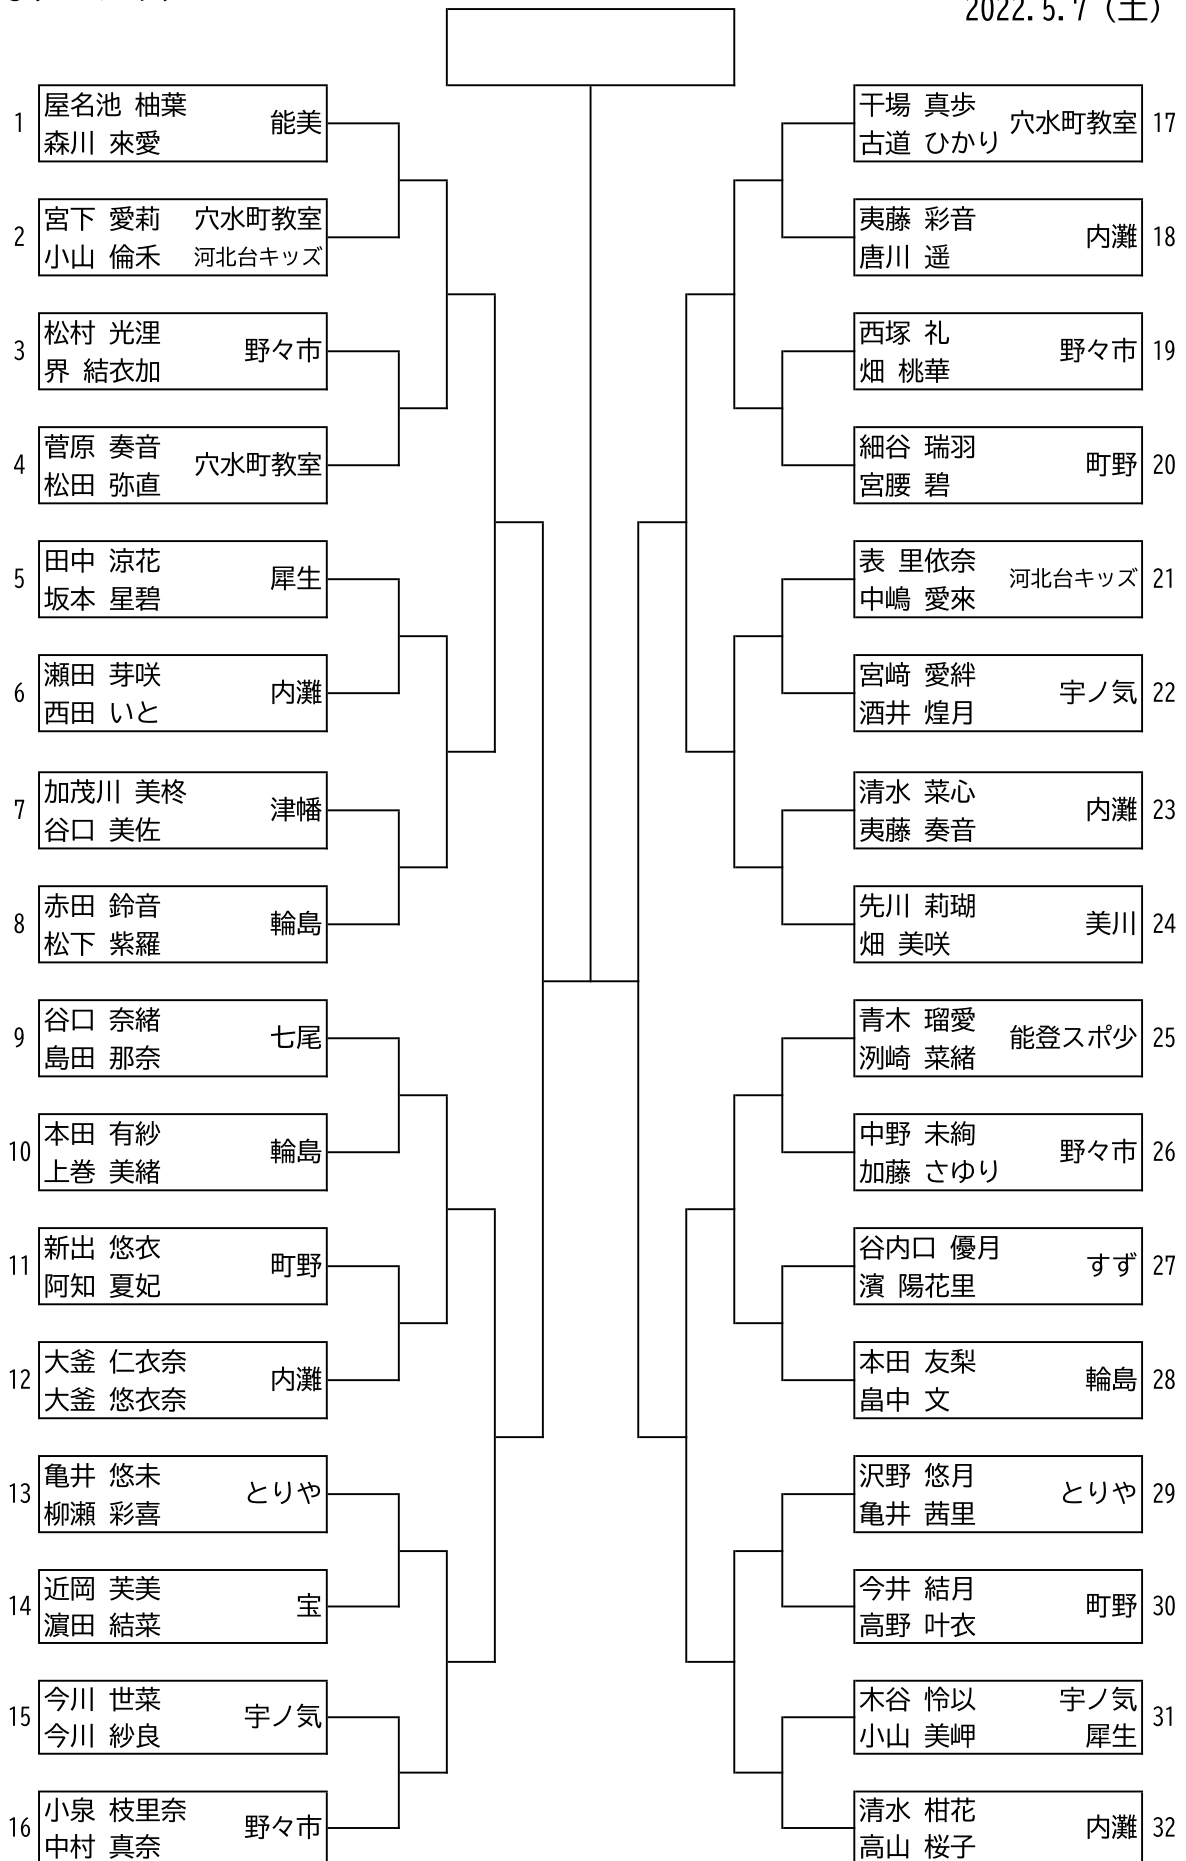 2022.5.7（土）
1 屋名池 柚葉 能美
森川 來愛
2 宮下 愛莉 穴水町教室
小山 倫禾 河北台キッズ
3 松村 光浬 野々市
界 結衣加
4 菅原 奏音 穴水町教室
松田 弥直
5 田中 涼花 犀生
坂本 星碧
6 瀬田 芽咲 内灘
西田 いと
7 加茂川 美柊 津幡
谷口 美佐
8 赤田 鈴音 輪島
松下 紫羅
9 谷口 奈緒 七尾
島田 那奈
10 本田 有紗 輪島
上巻 美緒
11 新出 悠衣 町野
阿知 夏妃
12 大釜 仁衣奈 内灘
大釜 悠衣奈
13 亀井 悠未 とりや
柳瀬 彩喜
14 近岡 芙美 宝
濵田 結菜
15 今川 世菜 宇ノ気
今川 紗良
16 小泉 枝里奈 野々市
中村 真奈
干場 真歩 穴水町教室 17
古道 ひかり
夷藤 彩音 内灘 18
唐川 遥
西塚 礼 野々市 19
畑 桃華
細谷 瑞羽 町野 20
宮腰 碧
表 里依奈 河北台キッズ 21
中嶋 愛來
宮﨑 愛絆 宇ノ気 22
酒井 煌月
清水 菜心 内灘 23
夷藤 奏音
先川 莉瑚 美川 24
畑 美咲
青木 瑠愛 能登スポ少 25
洌崎 菜緒
中野 未絢 野々市 26
加藤 さゆり
谷内口 優月 すず 27
濱 陽花里
本田 友梨 輪島 28
畠中 文
沢野 悠月 とりや 29
亀井 茜里
今井 結月 町野 30
高野 叶衣
木谷 怜以 宇ノ気 31
小山 美岬 犀生
清水 柑花 内灘 32
高山 桜子